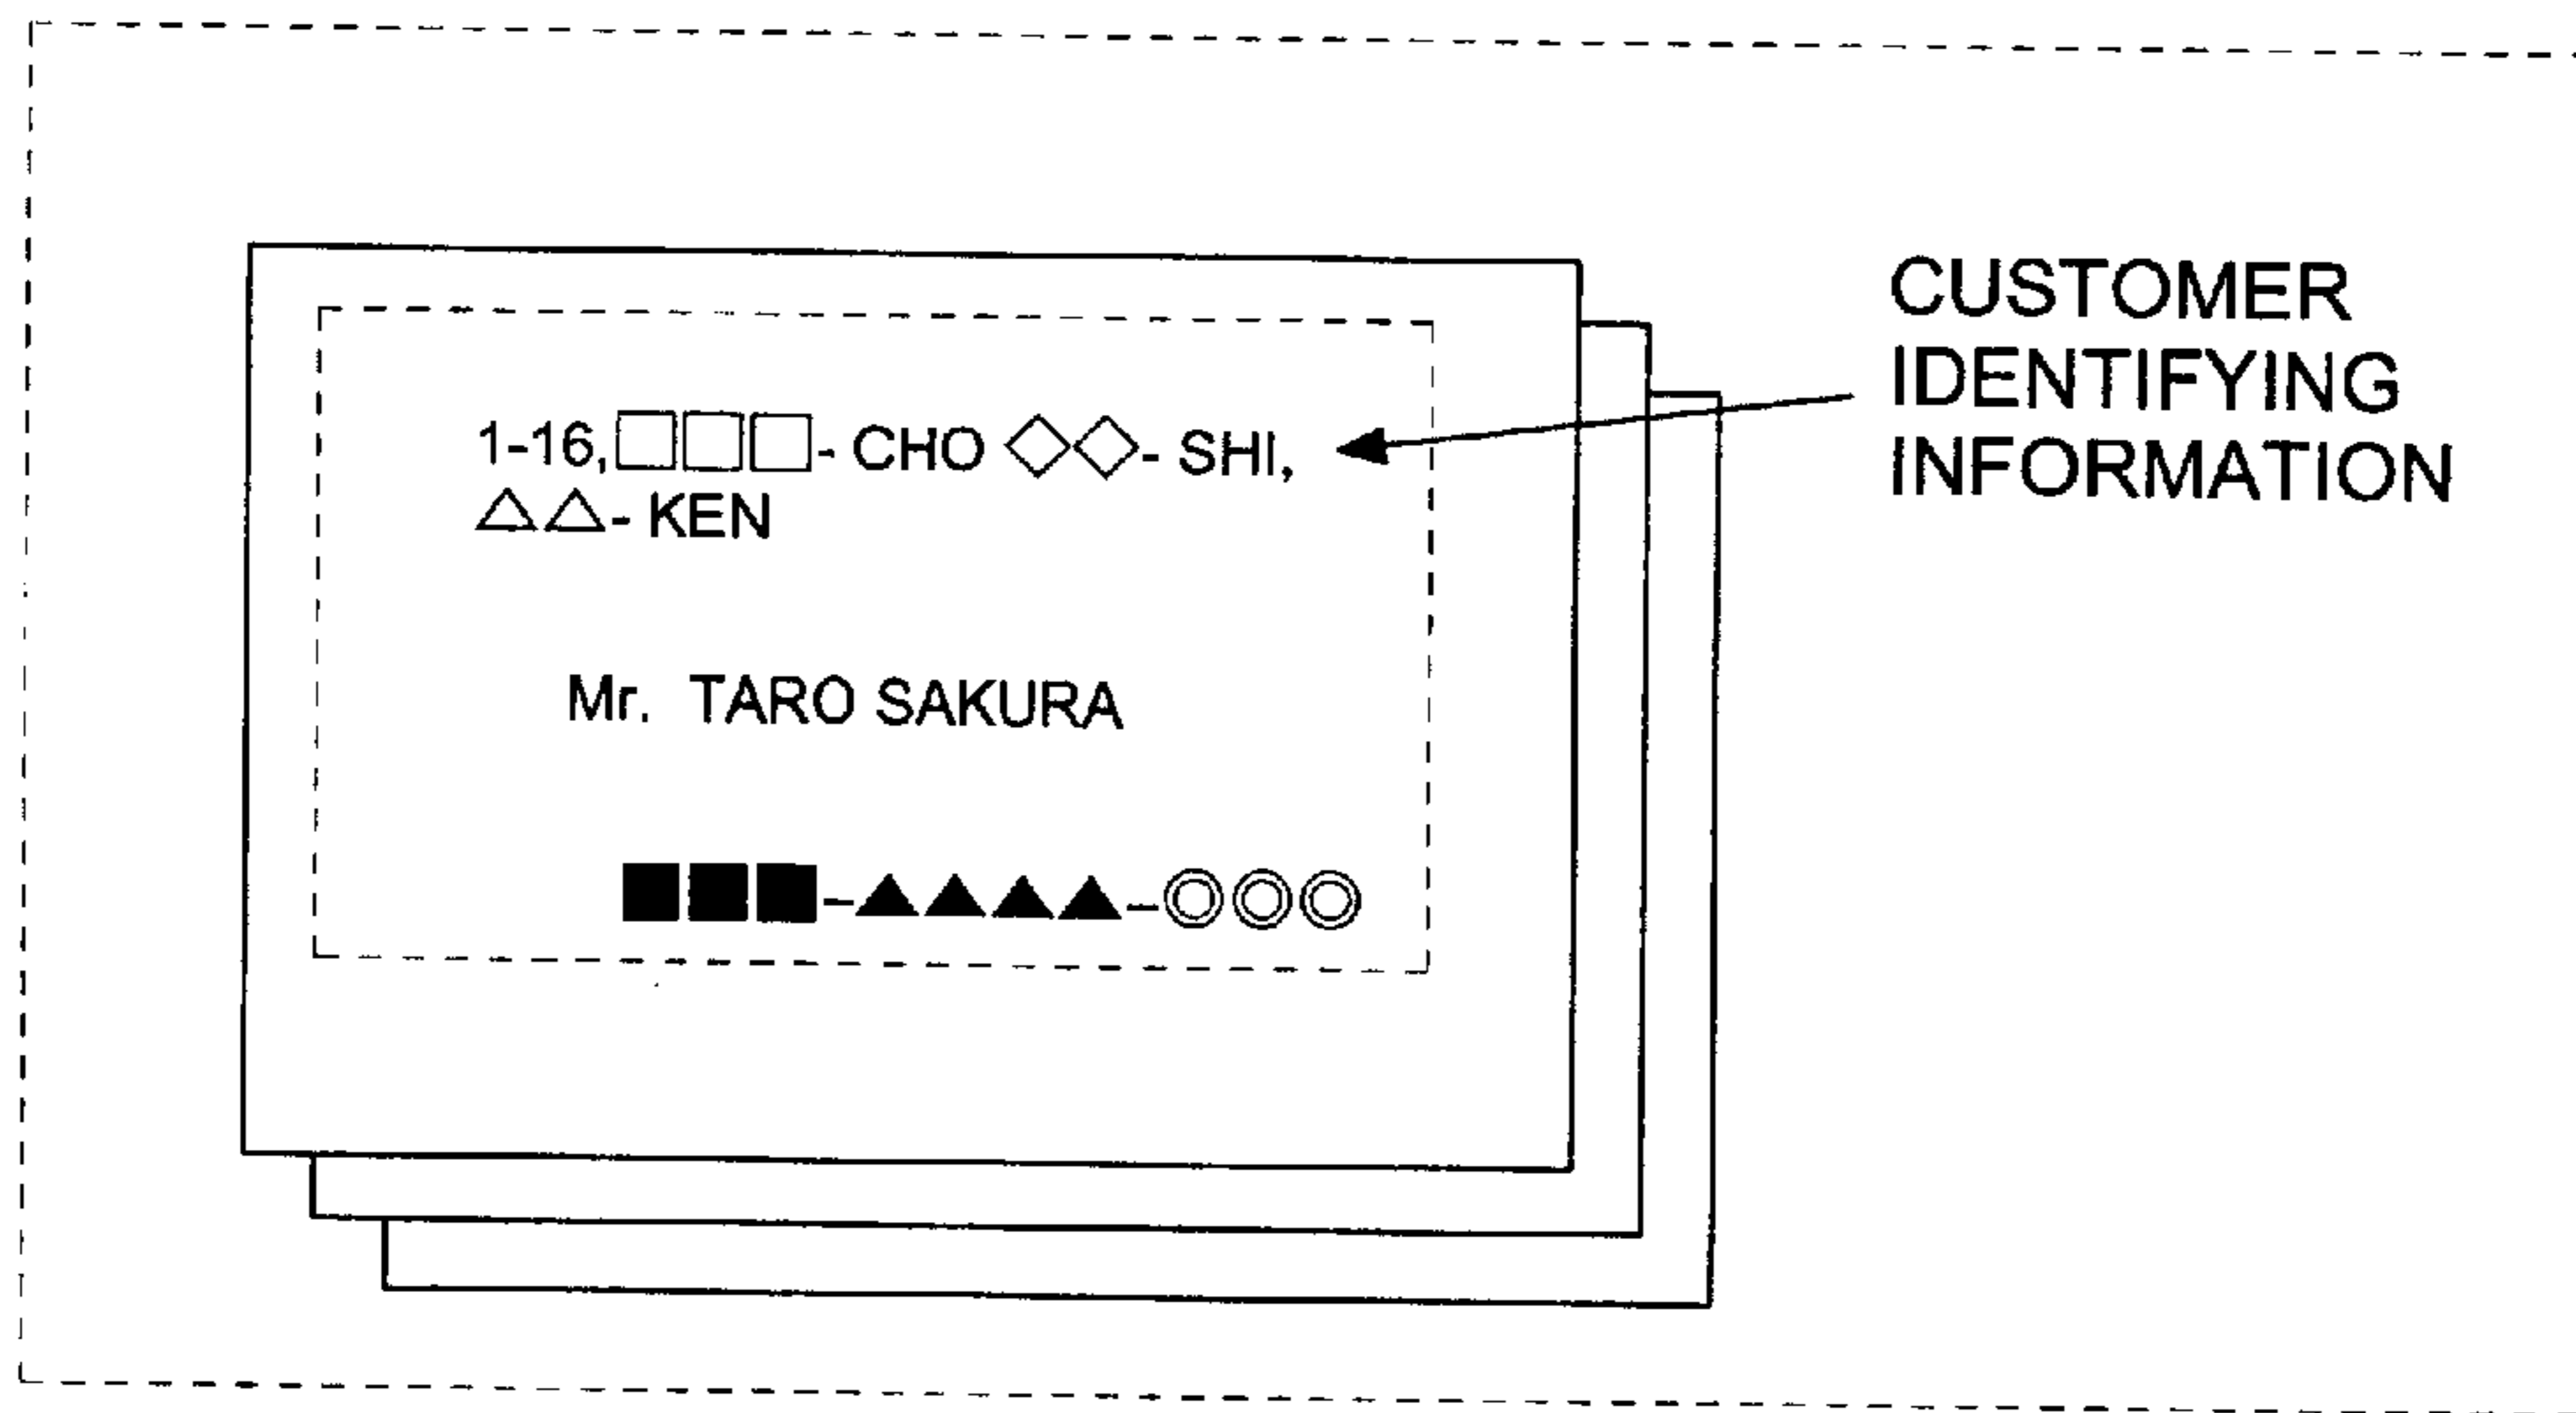 1-16,□□□- CHO ◇◇- SHI,
△△- KEN
Mr. TARO SAKURA
■■■-▲▲▲▲-◎◎◎
CUSTOMER
IDENTIFYING
INFORMATION